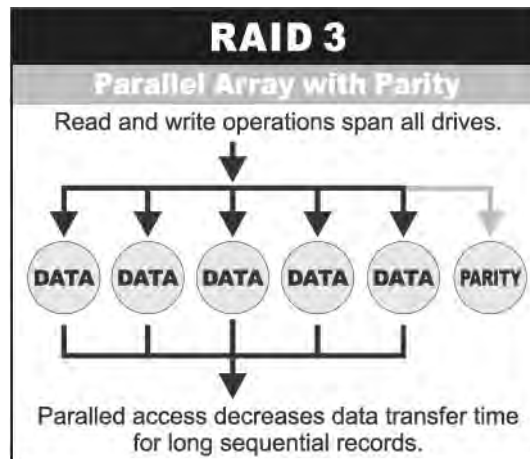 RAID 3
Parallel Array with Parity
Read and write operations span all drives.
DATA DATA DATA DATA DATA PARITY
Paralled access decreases data transfer time
for long sequential records.